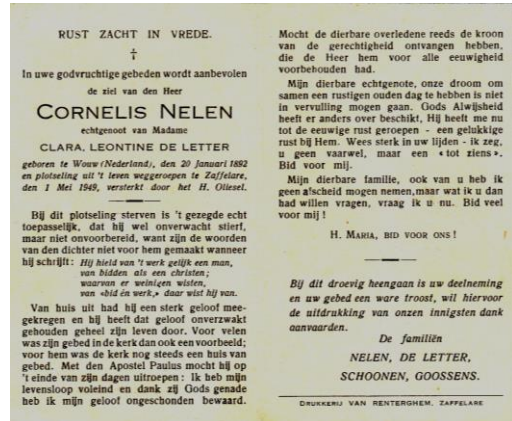 RUST ZACHT IN VREDE.
†
In uwe godvruchtige gebeden wordt aanbevolen
de ziel van den Heer
CORNELIS NELEN
echtgenoot van Madame
CLARA, LEONTINE DE LETTER
geboren te Wouw (Nederland), den 20 Januari 1892
en plotseling uit 't leven weggeroepen te Zaffelare,
den 1 Mei 1949, versterkt door het H. Oliesel.
Bij dit plotseling sterven is 't gezegde echt
toepasselijk, dat hij wel onverwacht stierf,
maar niet onvoorbereid, want zijn de woorden
van den dichter niet voor hem gemaakt wanneer
hij schrijft: Hij hield van 't werk gelijk een man,
van bidden als een christen;
waarvan er weinigen wisten,
van «bid én werk,» daar wist hij van.
Van huis uit had hij een sterk geloof mee-
gekregen en hij heeft dat geloof onverzwakt
gehouden geheel zijn leven door. Voor velen
was zijn gebed in de kerk dan ook een voorbeeld;
voor hem was de kerk nog steeds een huis van
gebed. Met den Apostel Paulus mocht hij op
't einde van zijn dagen uitroepen: Ik heb mijn
levensloop voleind en dank zij Gods genade
heb ik mijn geloof ongeschonden bewaard.
Mocht de dierbare overledene reeds de kroon
van de gerechtigheid ontvangen hebben,
die de Heer hem voor alle eeuwigheid
voorbehouden had.
Mijn dierbare echtgenote, onze droom om
samen een rustigen ouden dag te hebben is niet
in vervulling mogen gaan. Gods Alwijsheid
heeft er anders over beschikt, Hij heeft me nu
tot de eeuwige rust geroepen - een gelukkige
rust bij Hem. Wees sterk in uw lijden - ik zeg,
u geen vaarwel, maar een «tot ziens».
Bid voor mij.
Mijn dierbare familie, ook van u heb ik
geen afscheid mogen nemen, maar wat ik u dan
had willen vragen, vraag ik u nu. Bid veel
voor mij!
H. MARIA, BID VOOR ONS!
Bij dit droevig heengaan is uw deelneming
en uw gebed een ware troost, wil hiervoor
de uitdrukking van onzen innigsten dank
aanvaarden.
De familiën
NELEN, DE LETTER,
SCHOONEN, GOOSSENS.
DRUKKERIJ VAN RENTERGHEM, ZAFFELARE